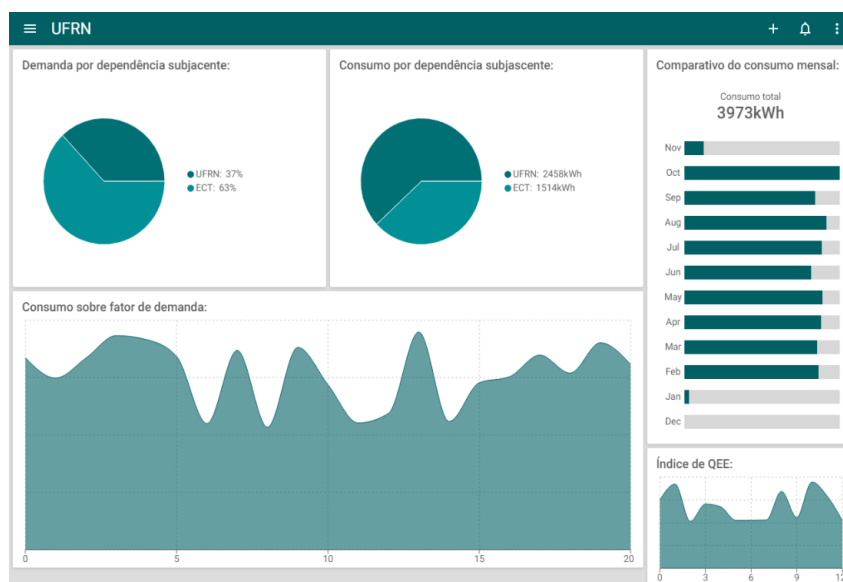 UFRN
Demanda por dependência subjacente:
UFRN: 37%
ECT: 63%
Consumo por dependência subjascente:
UFRN: 2458kWh
ECT: 1514kWh
Comparativo do consumo mensal:
Consumo total
3973kWh
Nov
Oct
Sep
Aug
Jul
Jun
May
Apr
Mar
Feb
Jan
Dec
Consumo sobre fator de demanda:
0 5 10 15 20
Índice de QEE:
0 3 6 9 12